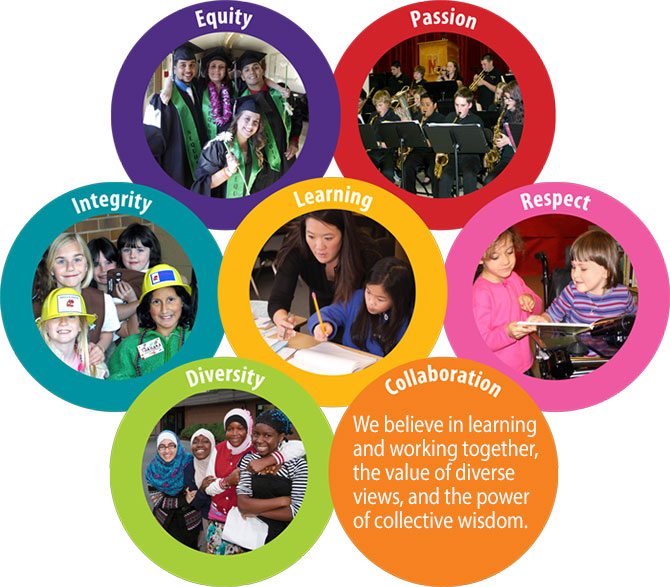 Equity
Passion
Integrity
Learning
Respect
Diversity
Collaboration
We believe in learning
and working together,
the value of diverse
views, and the power
of collective wisdom.